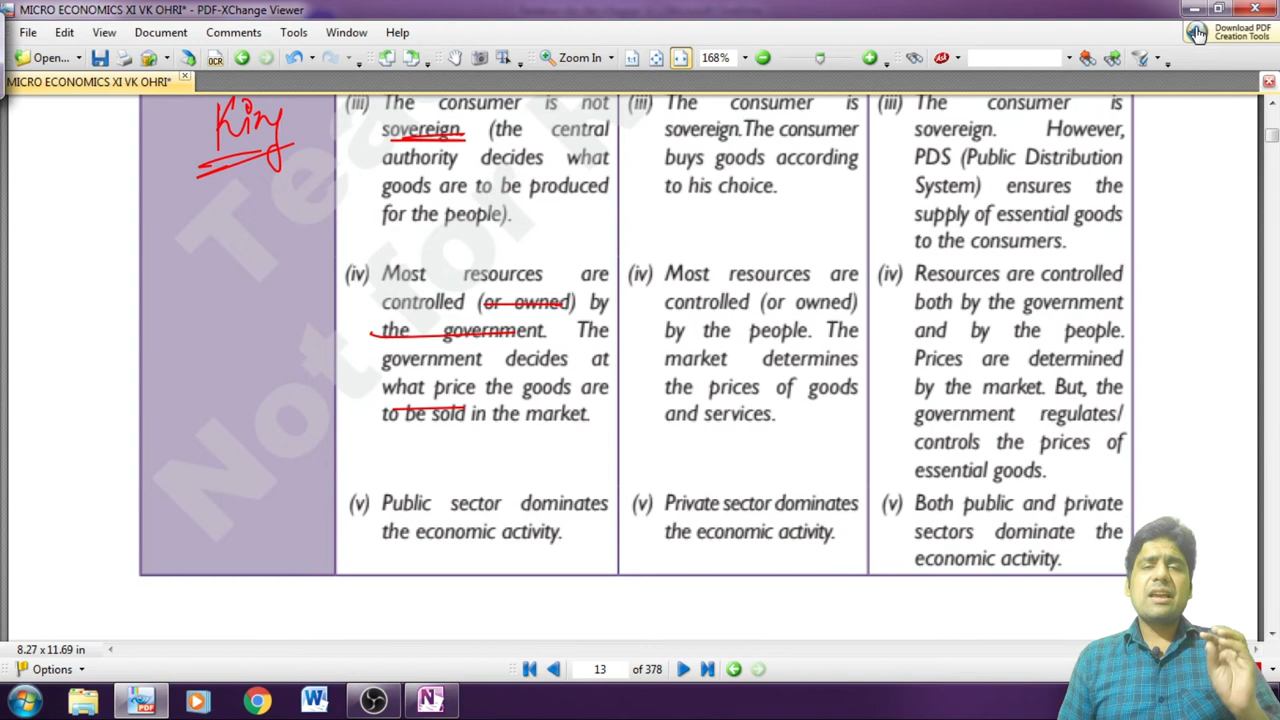 MICRO ECONOMICS XI VK OHRI* - PDF-XChange Viewer
File Edit View Document Comments Tools Window Help
Download PDF
Creation Tools
Open...
OCR
Zoom In
168%
MICRO ECONOMICS XI VK OHRI*
King
(iii) The consumer is not
sovereign. (the central
authority decides what
goods are to be produced
for the people).
(iv) Most resources are
controlled (or owned) by
the government. The
government decides at
what price the goods are
to be sold in the market.
(v) Public sector dominates
the economic activity.
(iii) The consumer is
sovereign. The consumer
buys goods according
to his choice.
(iv) Most resources are
controlled (or owned)
by the people. The
market determines
the prices of goods
and services.
(v) Private sector dominates
the economic activity.
(iii) The consumer is
sovereign. However,
PDS (Public Distribution
System) ensures the
supply of essential goods
to the consumers.
(iv) Resources are controlled
both by the government
and by the people.
Prices are determined
by the market. But, the
government regulates/
controls the prices of
essential goods.
(v) Both public and private
sectors dominate the
economic activity.
Not for
8.27 x 11.69 in
Options
13 of 378